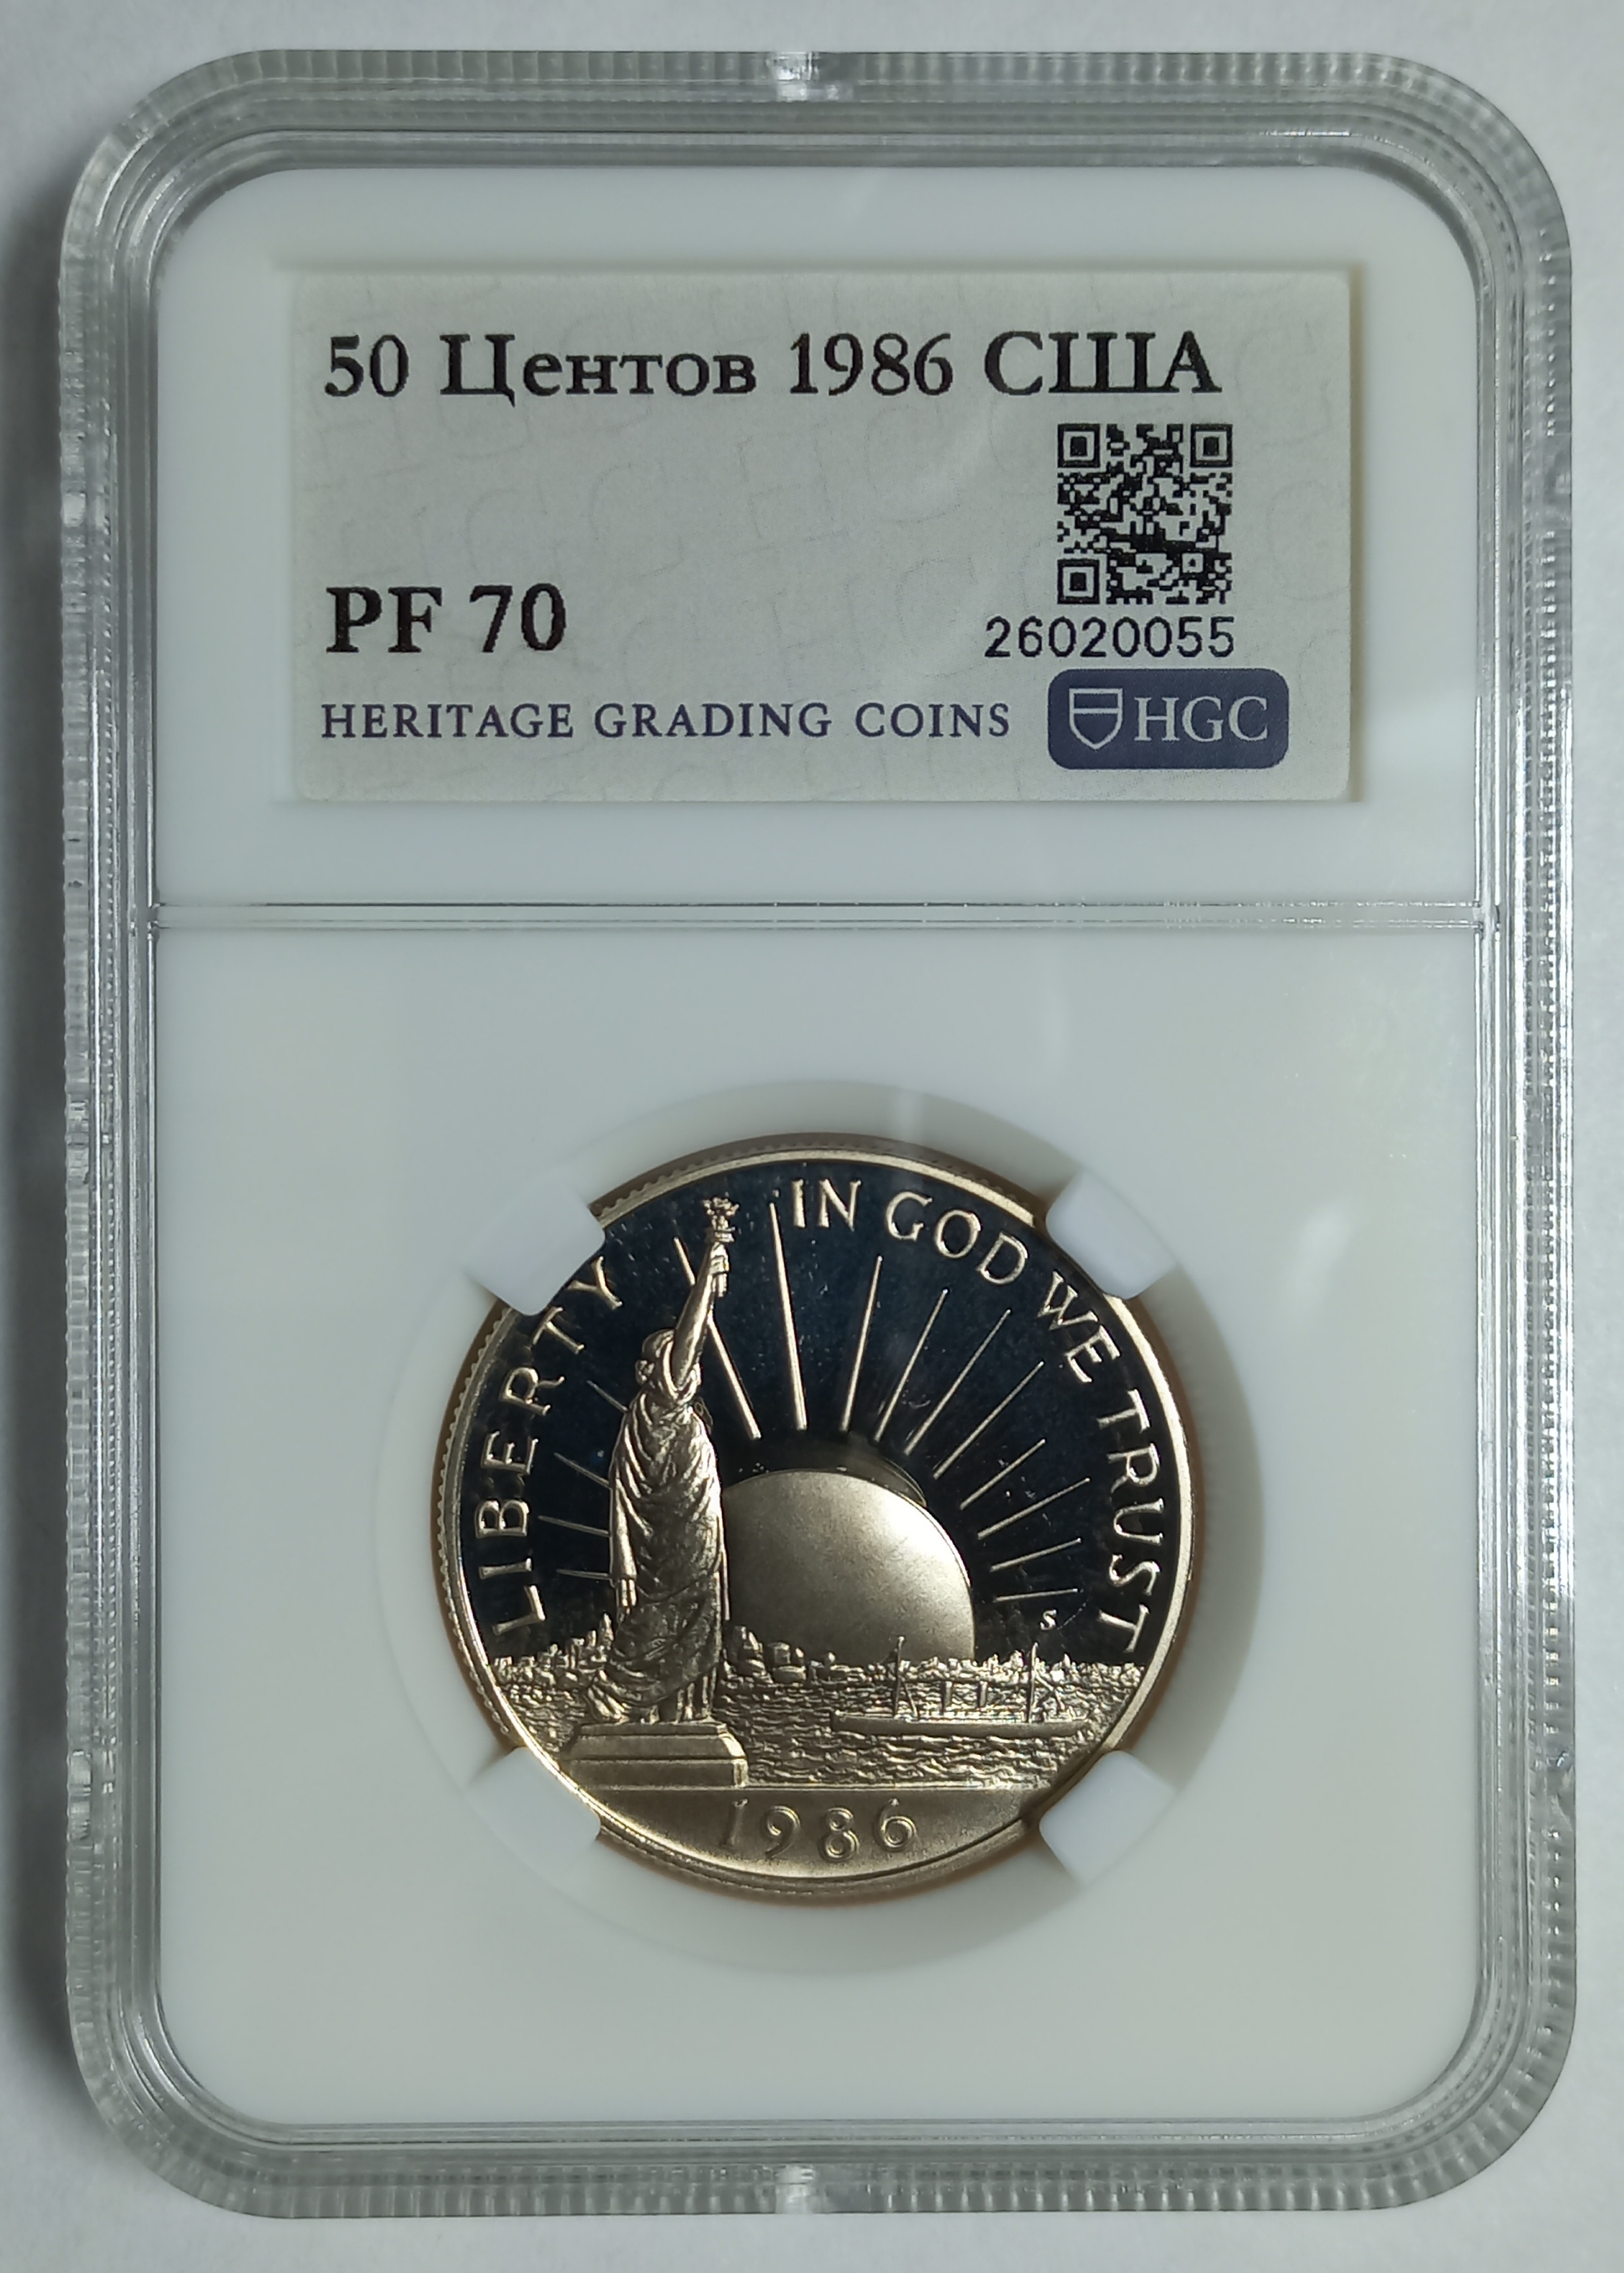 50 Центов 1986 США
PF 70
26020055
HERITAGE GRADING COINS
HGC
LIBERTY
IN GOD WE TRUST
S
1986